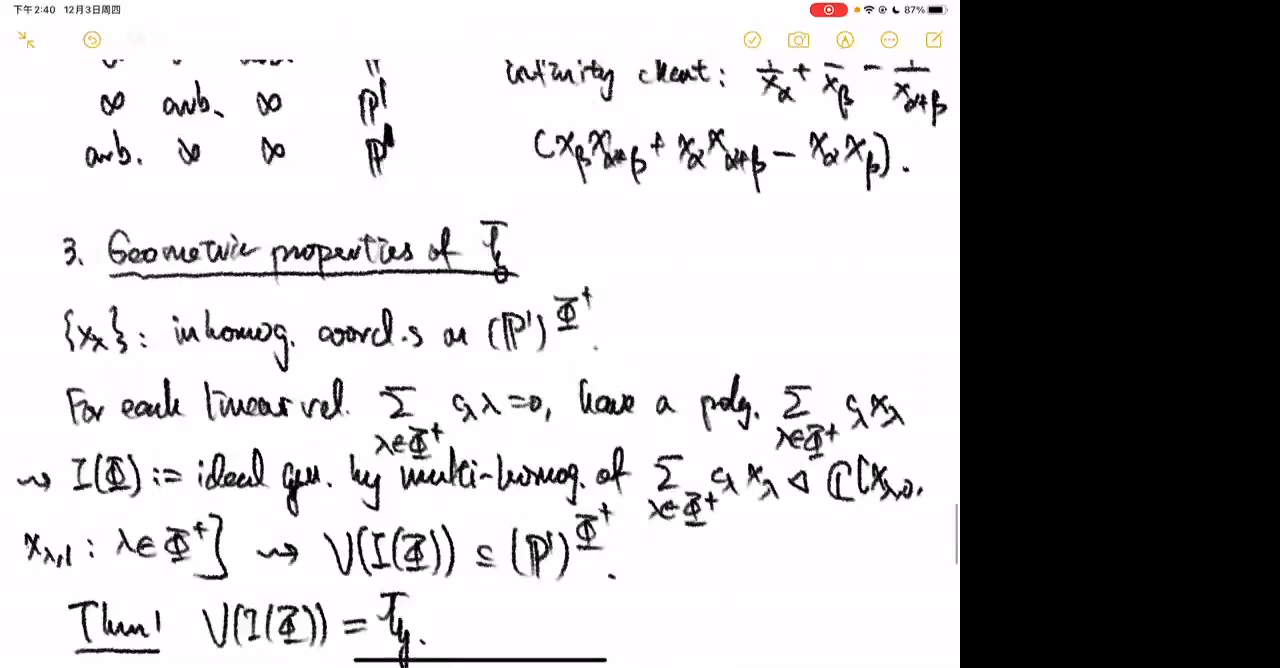 下午2:40 12月3日周四
87%
infinity chart: 1/x_α + 1/x_β − 1/x_{α+β}
∞ arb. ∞ ℙ¹
arb. ∞ ∞ ℙ¹
(x_β x_{α+β} + x_α x_{α+β} − x_α x_β).
3. Geometric properties of
{x_λ}: inhomog. coord.s on (ℙ¹)^{Φ⁺}.
For each linear rel. Σ_{λ∈Φ⁺} c_λ λ = 0, have a poly. Σ_{λ∈Φ⁺} c_λ x_λ
⇝ I(Φ) := ideal gen. by multi-homog. of Σ_{λ∈Φ⁺} c_λ x_λ ◁ ℂ[x_{λ,0},
x_{λ,1} : λ∈Φ⁺] ⇝ V(I(Φ)) ⊆ (ℙ¹)^{Φ⁺}.
Thm1 V(I(Φ)) =